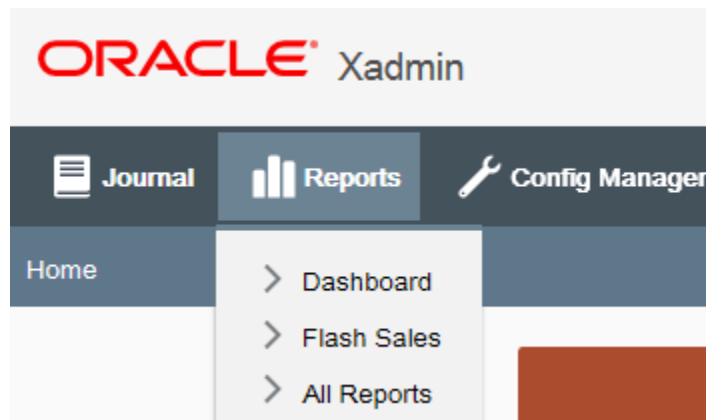 ORACLE Xadmin
Journal Reports Config Manager
Home
Dashboard
Flash Sales
All Reports